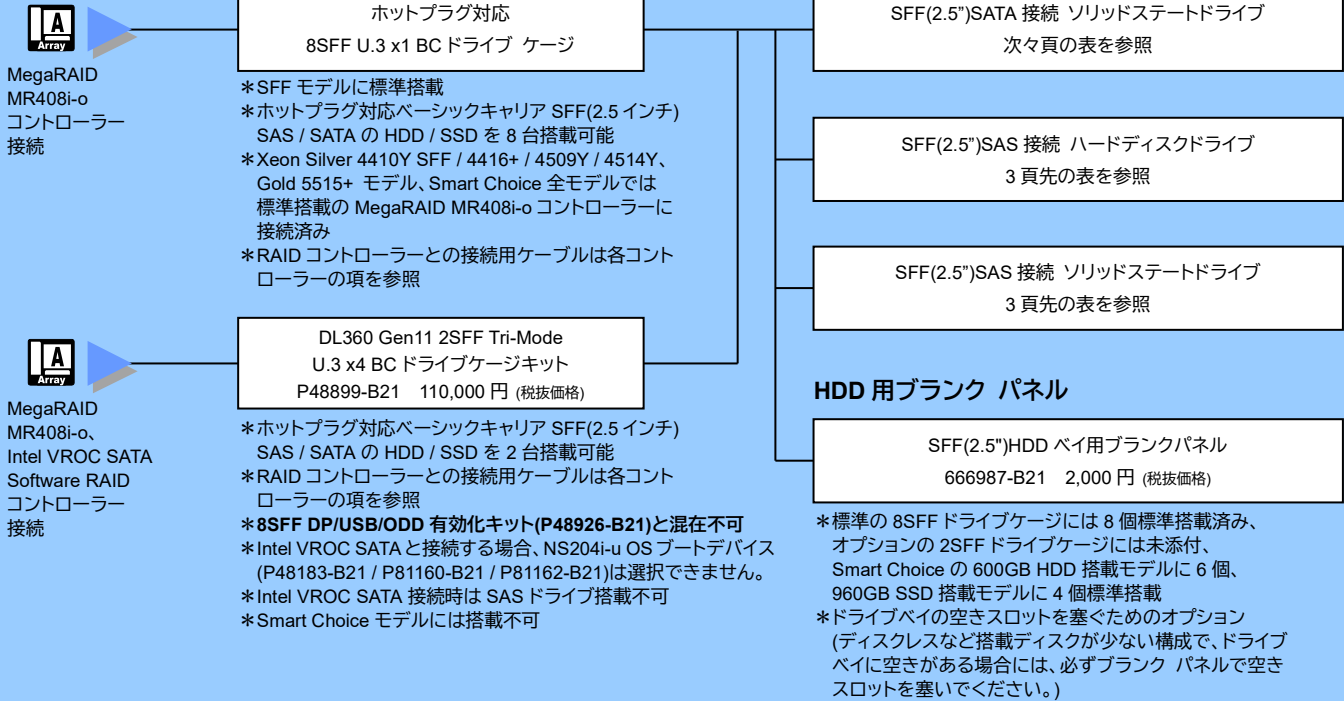 A
Array
MegaRAID
MR408i-o
コントローラー
接続
ホットプラグ対応
8SFF U.3 x1 BC ドライブ ケージ
＊SFF モデルに標準搭載
＊ホットプラグ対応ベーシックキャリア SFF(2.5 インチ)
SAS / SATA の HDD / SSD を 8 台搭載可能
＊Xeon Silver 4410Y SFF / 4416+ / 4509Y / 4514Y、
Gold 5515+ モデル、Smart Choice 全モデルでは
標準搭載の MegaRAID MR408i-o コントローラーに
接続済み
＊RAID コントローラーとの接続用ケーブルは各コント
ローラーの項を参照
A
Array
MegaRAID
MR408i-o、
Intel VROC SATA
Software RAID
コントローラー
接続
DL360 Gen11 2SFF Tri-Mode
U.3 x4 BC ドライブケージキット
P48899-B21 110,000 円 (税抜価格)
＊ホットプラグ対応ベーシックキャリア SFF(2.5 インチ)
SAS / SATA の HDD / SSD を 2 台搭載可能
＊RAID コントローラーとの接続用ケーブルは各コント
ローラーの項を参照
＊8SFF DP/USB/ODD 有効化キット(P48926-B21)と混在不可
＊Intel VROC SATA と接続する場合、NS204i-u OS ブートデバイス
(P48183-B21 / P81160-B21 / P81162-B21)は選択できません。
＊Intel VROC SATA 接続時は SAS ドライブ搭載不可
＊Smart Choice モデルには搭載不可
SFF(2.5”)SATA 接続 ソリッドステートドライブ
次々頁の表を参照
SFF(2.5”)SAS 接続 ハードディスクドライブ
3 頁先の表を参照
SFF(2.5”)SAS 接続 ソリッドステートドライブ
3 頁先の表を参照
HDD 用ブランク パネル
SFF(2.5")HDD ベイ用ブランクパネル
666987-B21 2,000 円 (税抜価格)
＊標準の 8SFF ドライブケージには 8 個標準搭載済み、
オプションの 2SFF ドライブケージには未添付、
Smart Choice の 600GB HDD 搭載モデルに 6 個、
960GB SSD 搭載モデルに 4 個標準搭載
＊ドライブベイの空きスロットを塞ぐためのオプション
(ディスクレスなど搭載ディスクが少ない構成で、ドライブ
ベイに空きがある場合には、必ずブランク パネルで空き
スロットを塞いでください。)